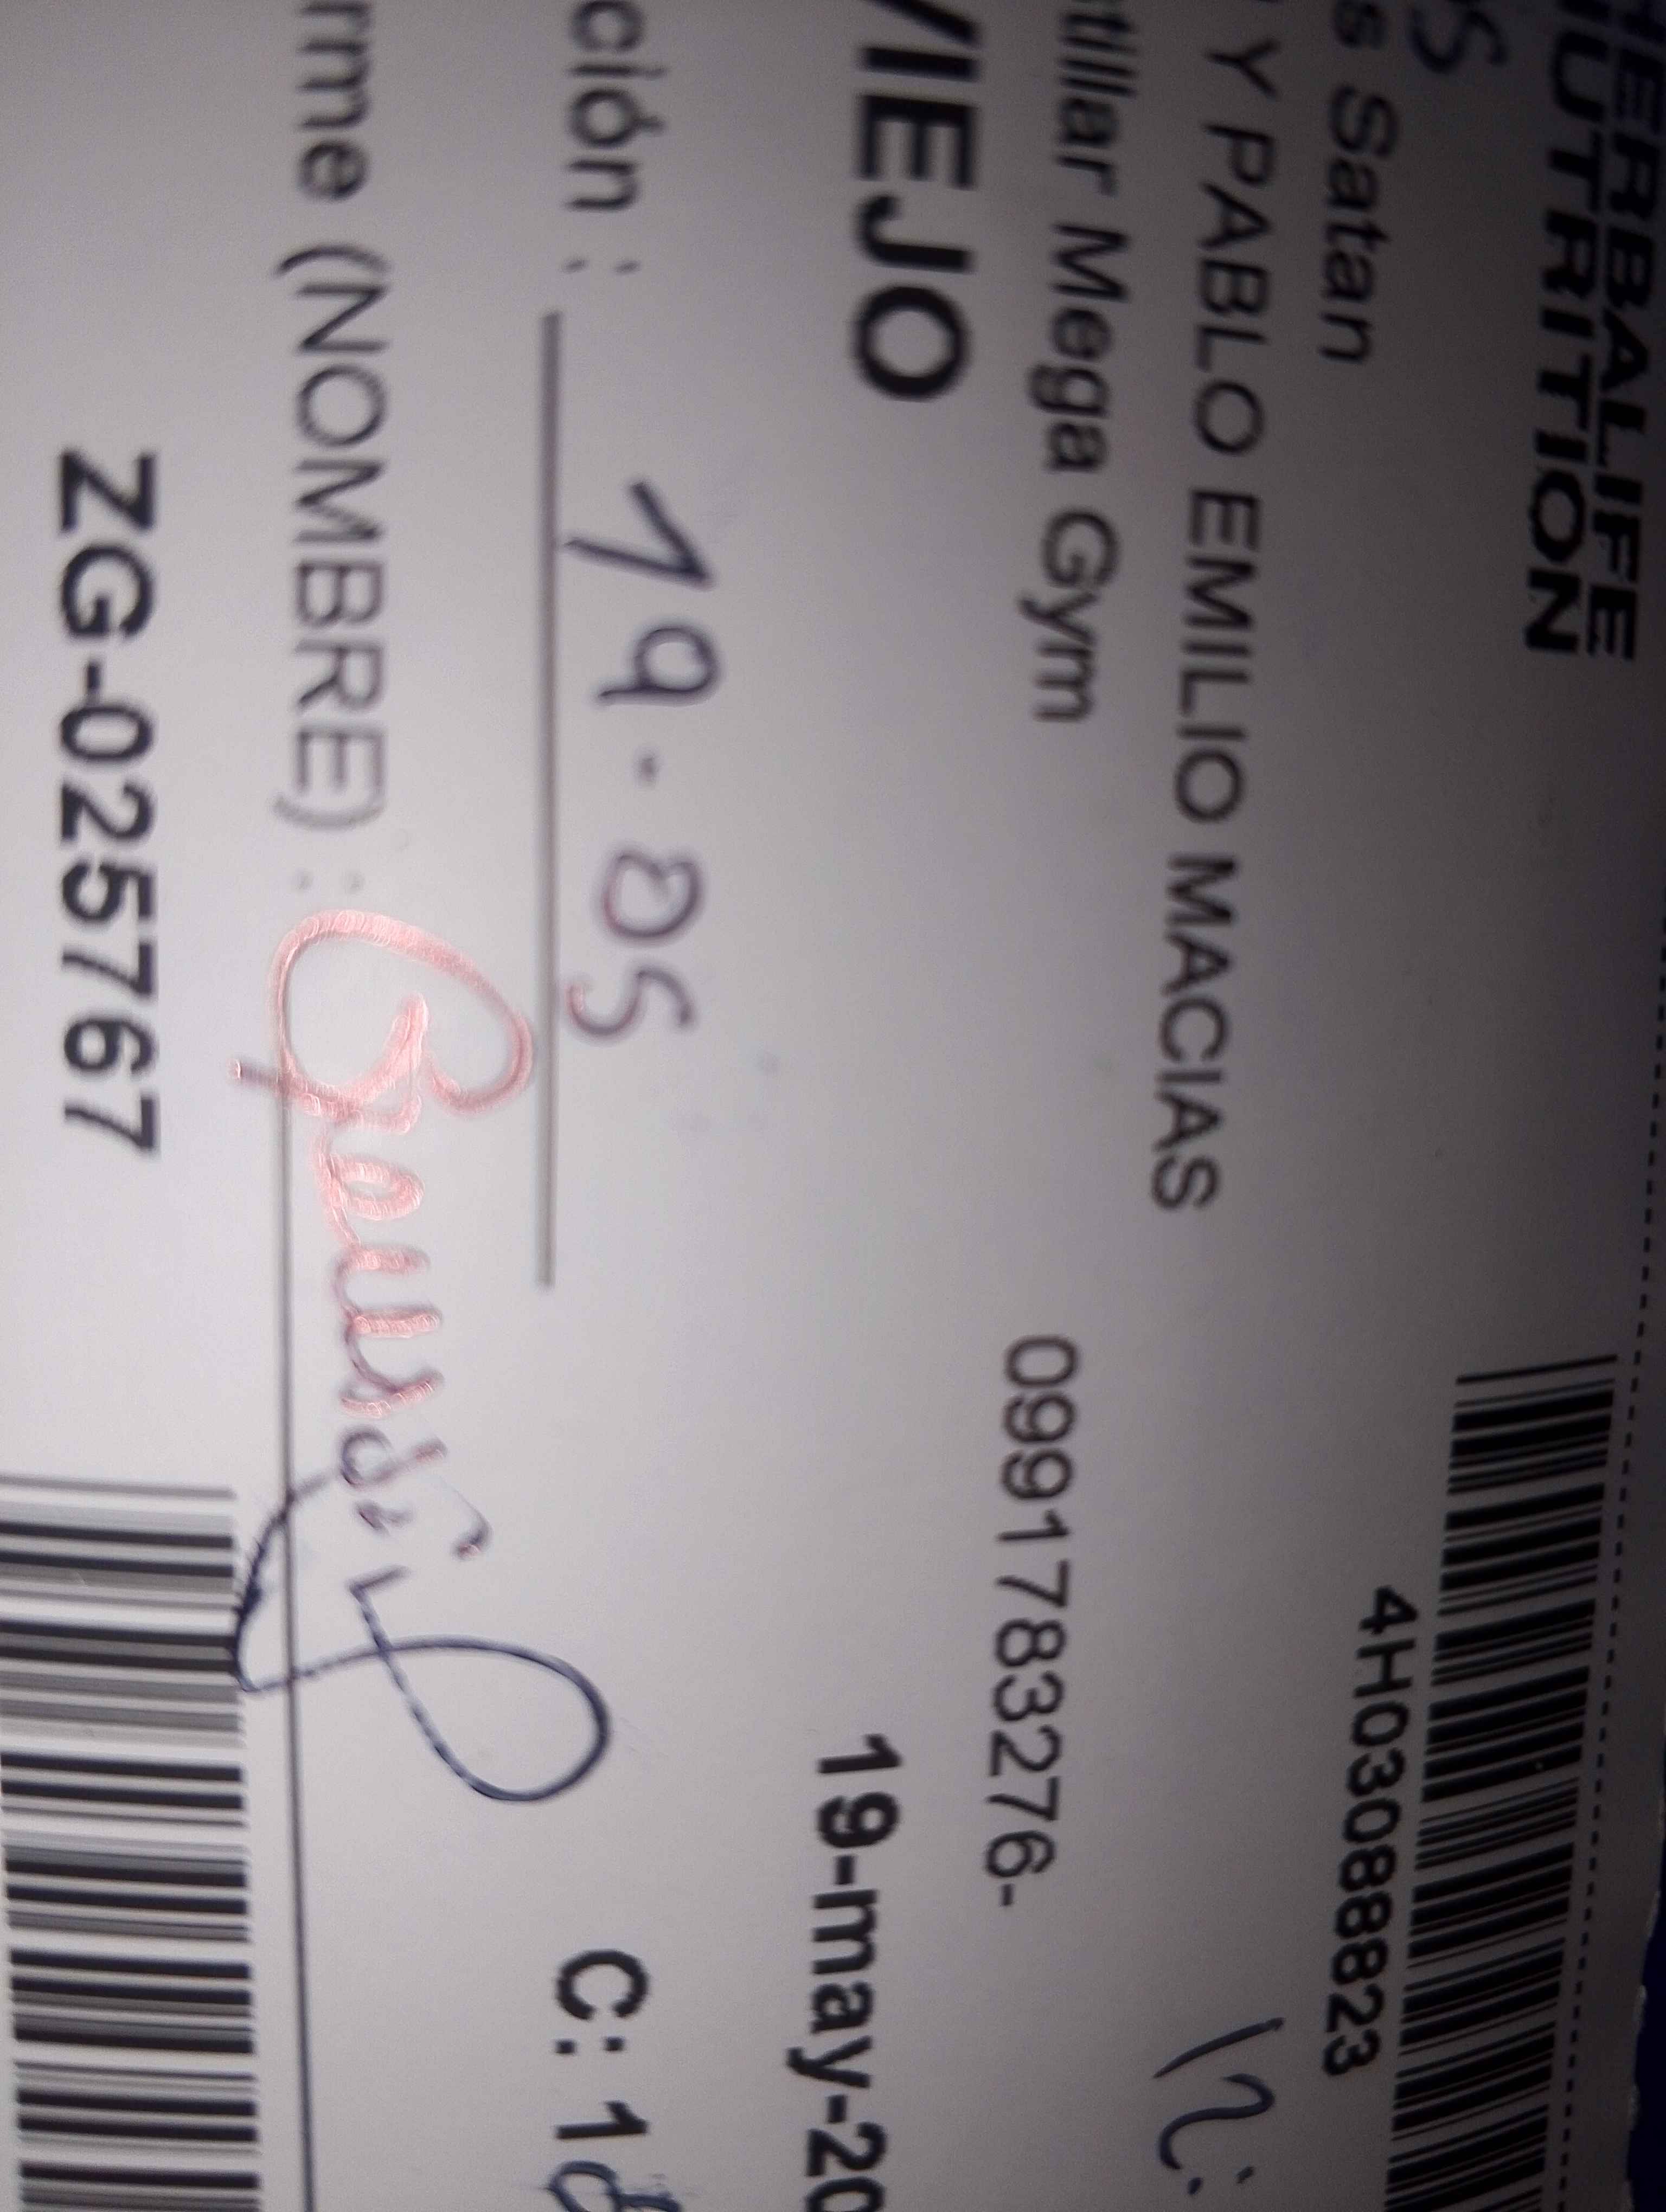 HERBALIFE
NUTRITION
4H03088823
os
s Satan
Y PABLO EMILIO MACIAS
tillar Mega Gym 0991783276-
VIEJO 19-may-20
ción : 19-05
C: 1
rme (NOMBRE) :
ZG-025767